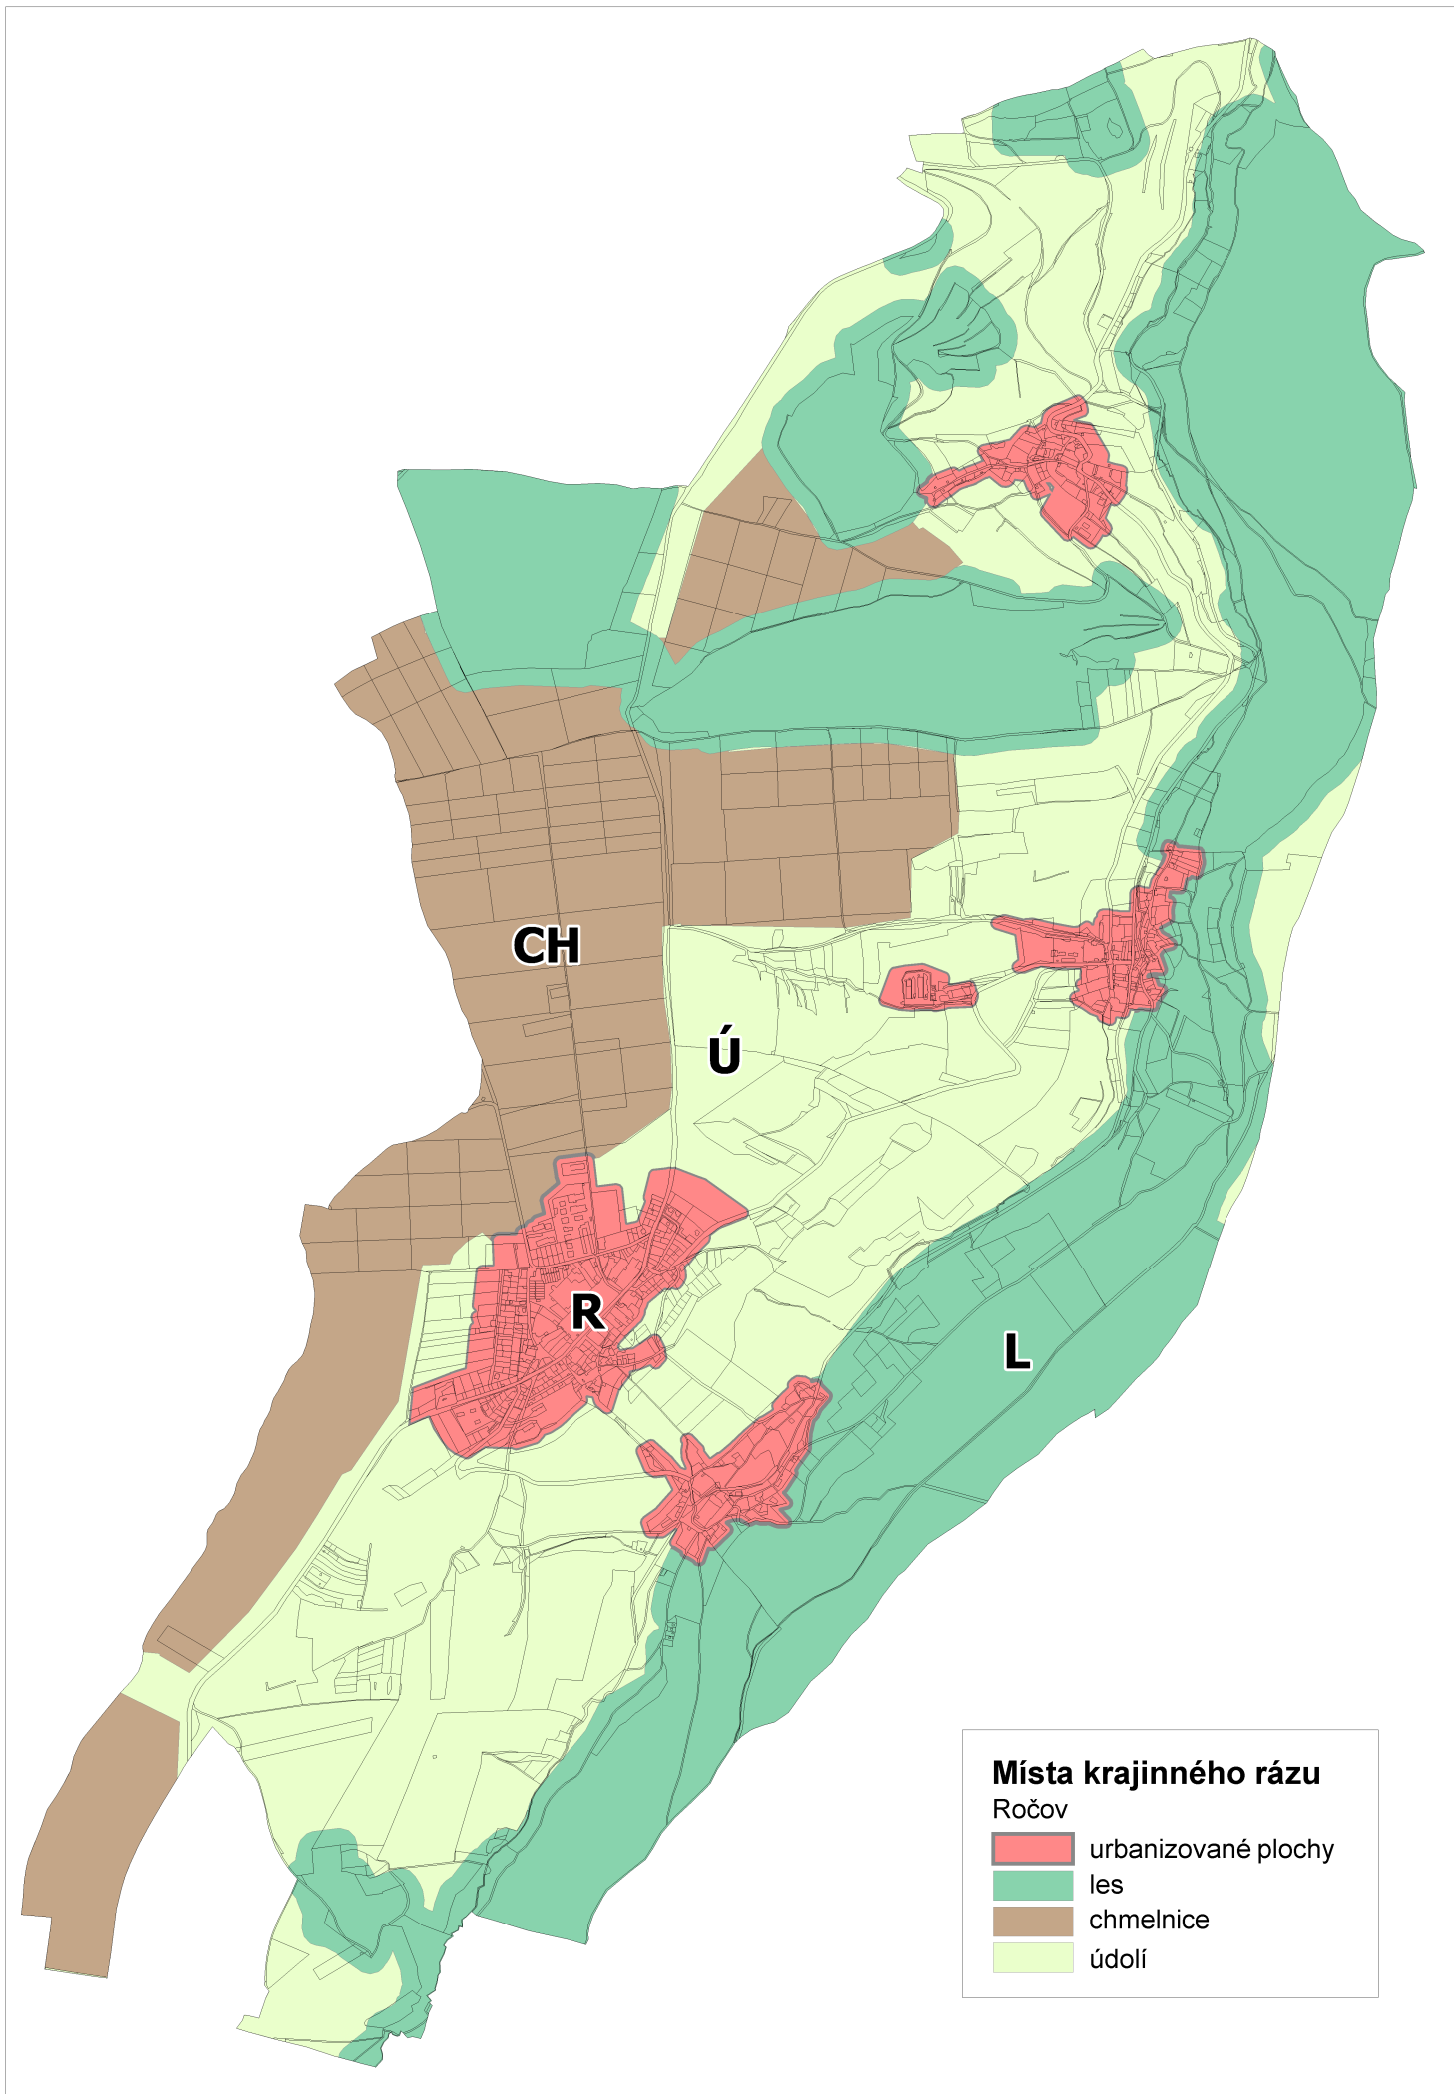 CH
Ú
R
L
Místa krajinného rázu
Ročov
urbanizované plochy
les
chmelnice
údolí